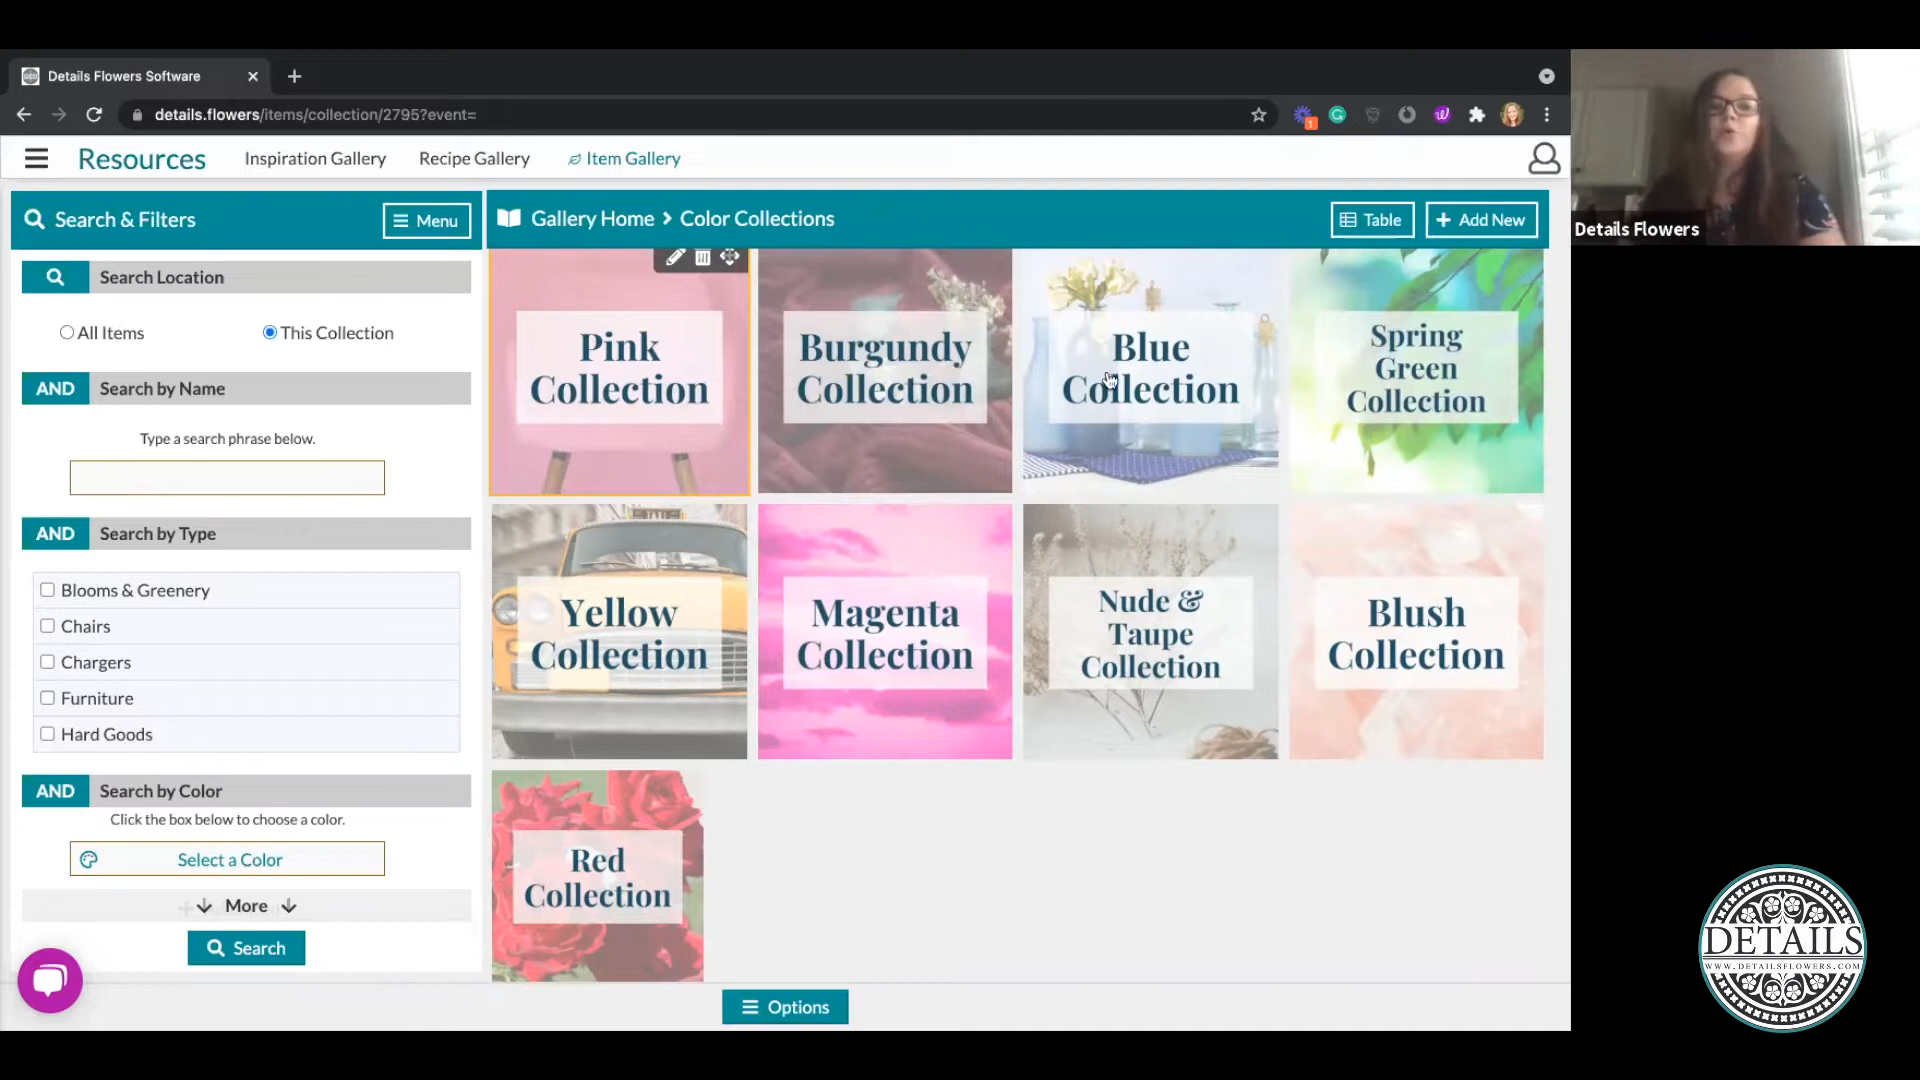 Details Flowers Software
details.flowers/items/collection/2795?event=
1
Resources
Inspiration Gallery
Recipe Gallery
Item Gallery
Search & Filters
Menu
Gallery Home > Color Collections
Table
+ Add New
Details Flowers
Search Location
All Items
This Collection
AND Search by Name
Type a search phrase below.
AND Search by Type
Blooms & Greenery
Chairs
Chargers
Furniture
Hard Goods
AND Search by Color
Click the box below to choose a color.
Select a Color
↓ More ↓
Search
Pink
Collection
Burgundy
Collection
Blue
Collection
Spring
Green
Collection
TAXI
Yellow
Collection
Magenta
Collection
Nude &
Taupe
Collection
Blush
Collection
Red
Collection
Options
DETAILS
WWW.DETAILSFLOWERS.COM